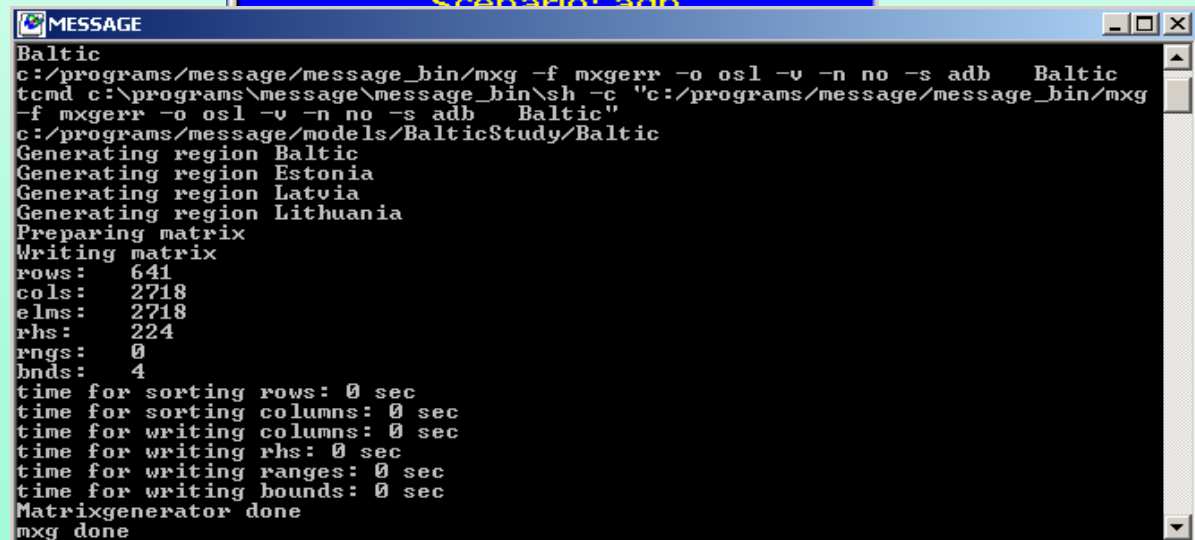 Scenario: adb
MESSAGE
Baltic
c:/programs/message/message_bin/mxg -f mxgerr -o osl -v -n no -s adb   Baltic
tcmd c:\programs\message\message_bin\sh -c "c:/programs/message/message_bin/mxg
-f mxgerr -o osl -v -n no -s adb   Baltic"
c:/programs/message/models/BalticStudy/Baltic
Generating region Baltic
Generating region Estonia
Generating region Latvia
Generating region Lithuania
Preparing matrix
Writing matrix
rows:   641
cols:   2718
elms:   2718
rhs:    224
rngs:   0
bnds:   4
time for sorting rows: 0 sec
time for sorting columns: 0 sec
time for writing columns: 0 sec
time for writing rhs: 0 sec
time for writing ranges: 0 sec
time for writing bounds: 0 sec
Matrixgenerator done
mxg done